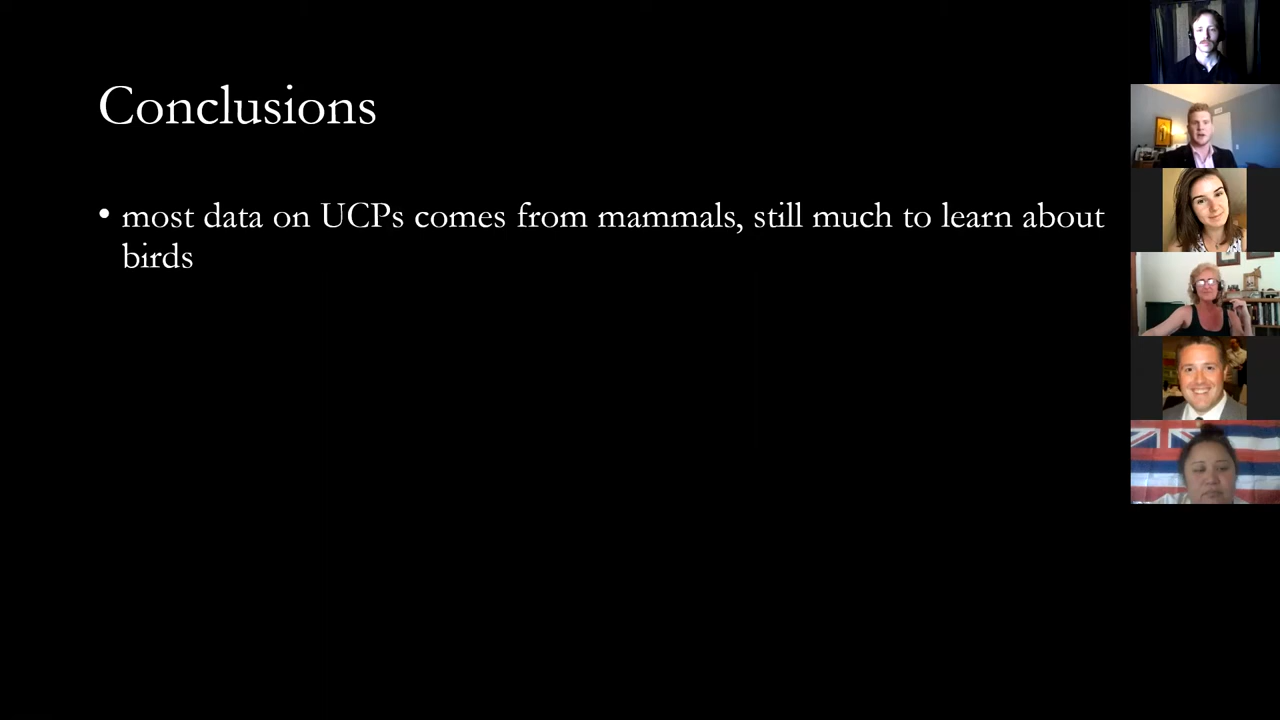 Conclusions
• most data on UCPs comes from mammals, still much to learn about
birds